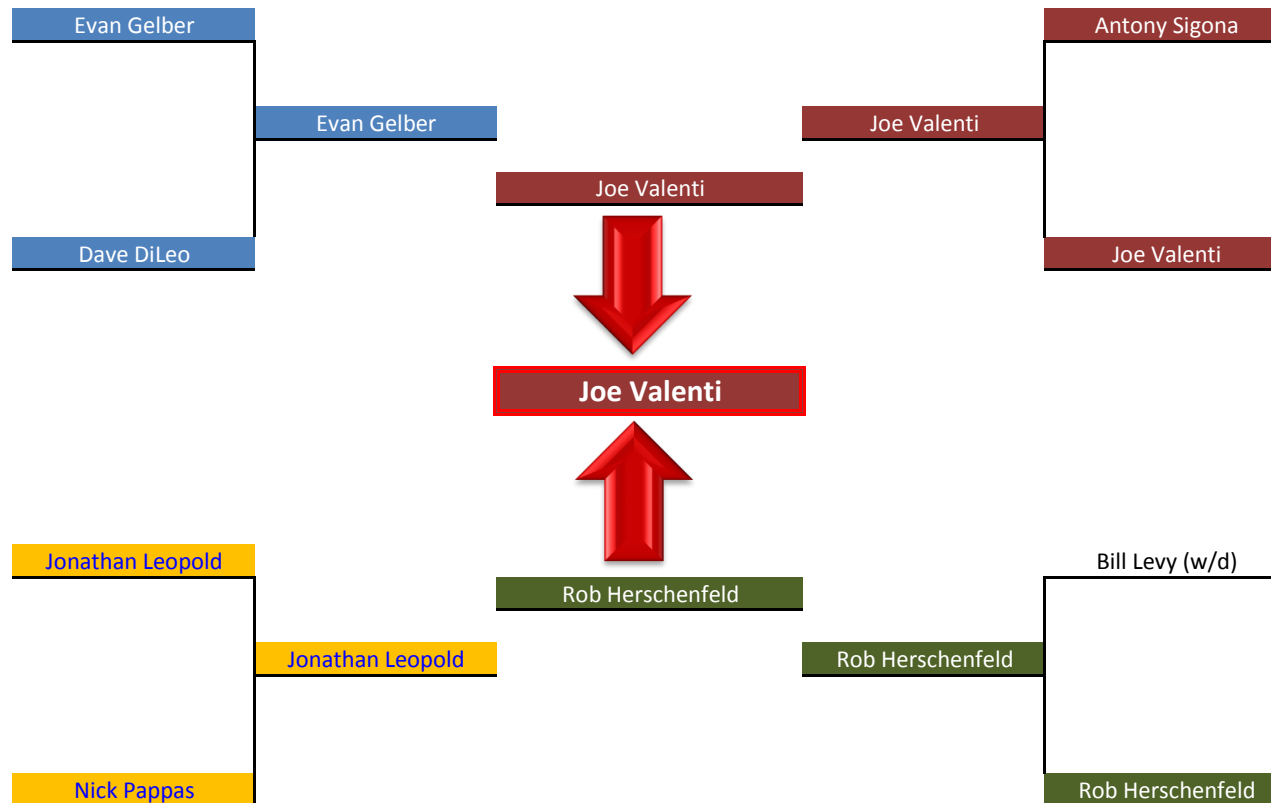 Evan Gelber
Antony Sigona
Evan Gelber
Joe Valenti
Joe Valenti
Dave DiLeo
Joe Valenti
Joe Valenti
Jonathan Leopold
Bill Levy (w/d)
Rob Herschenfeld
Jonathan Leopold
Rob Herschenfeld
Nick Pappas
Rob Herschenfeld